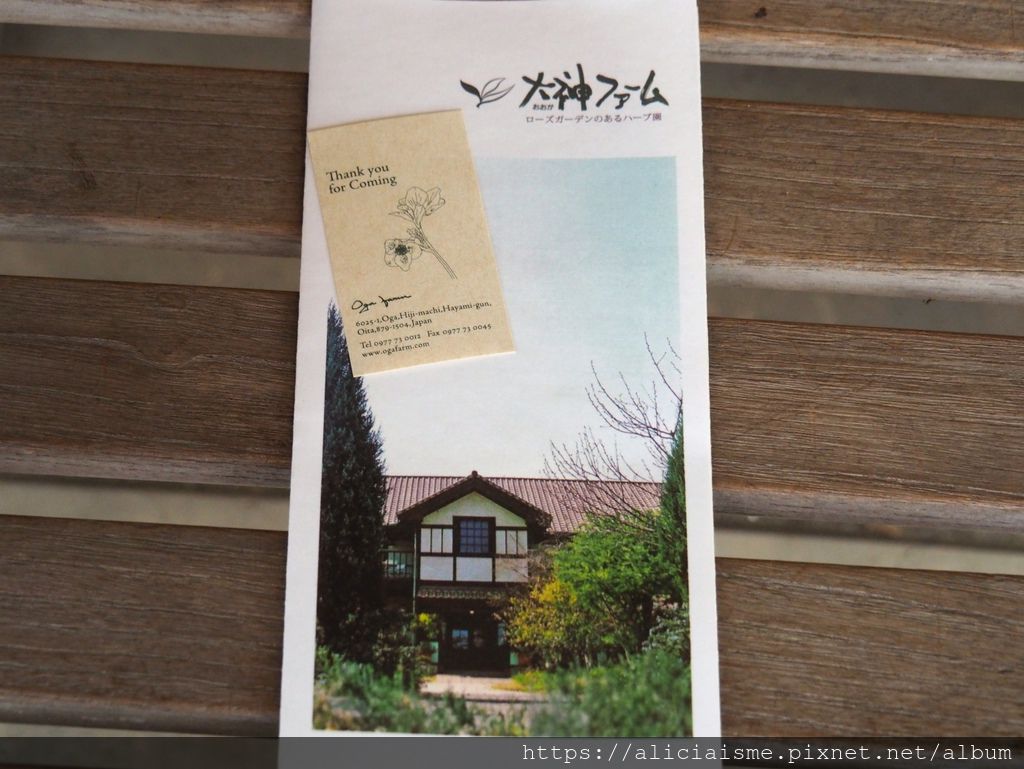 大神ファーム
おおが
ローズガーデンのあるハーブ園
Thank you
for Coming
Oga Farm
6025-1,Oga,Hiji-machi,Hayami-gun,
Oita,879-1504,Japan
Tel 0977 73 0012 Fax 0977 73 0045
www.ogafarm.com
https://aliciaisme.pixnet.net/album